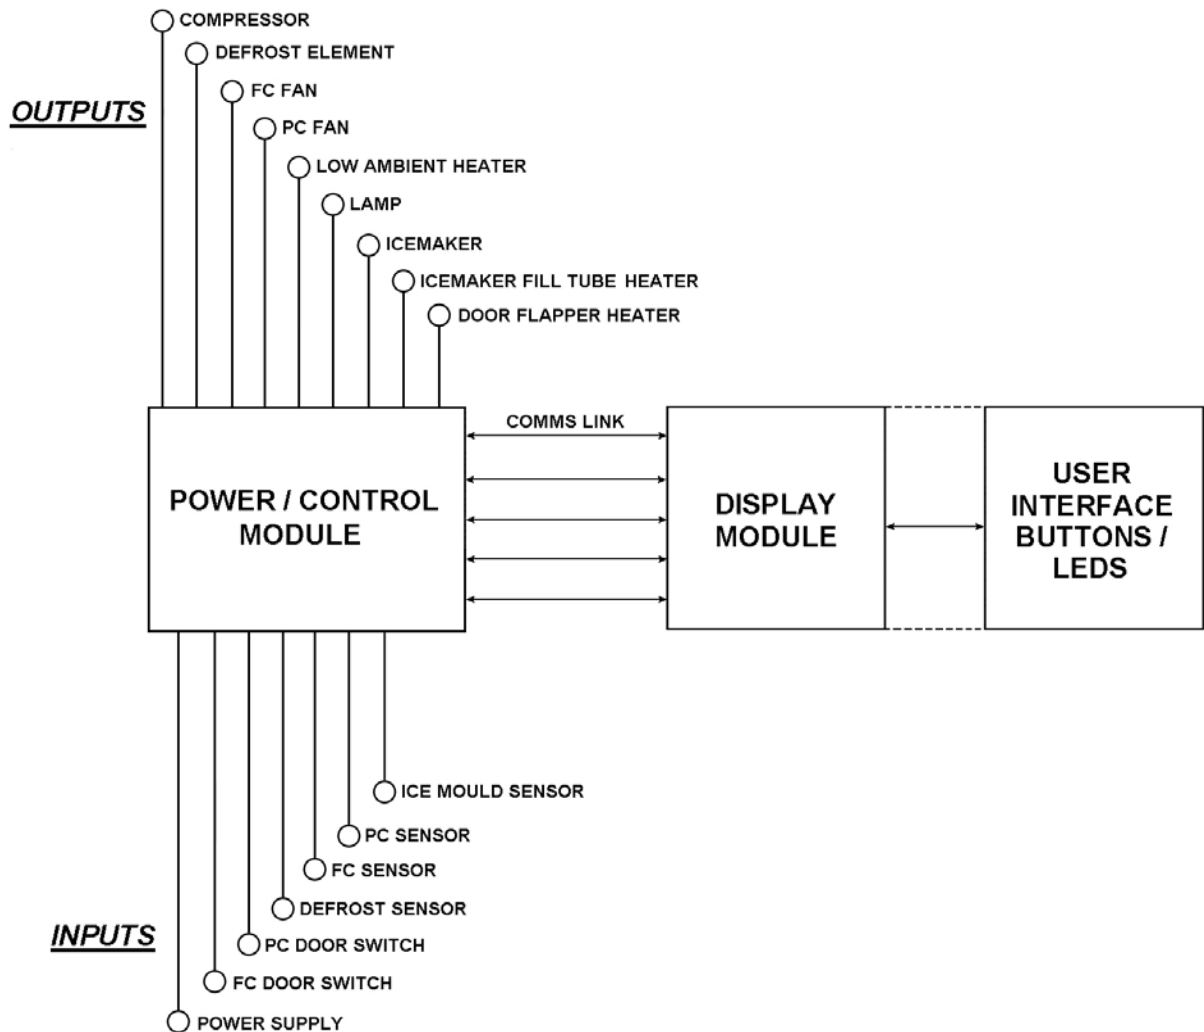 COMPRESSOR
DEFROST ELEMENT
OUTPUTS
FC FAN
PC FAN
LOW AMBIENT HEATER
LAMP
ICEMAKER
ICEMAKER FILL TUBE HEATER
DOOR FLAPPER HEATER
COMMS LINK
POWER / CONTROL
MODULE
DISPLAY
MODULE
USER
INTERFACE
BUTTONS /
LEDS
ICE MOULD SENSOR
PC SENSOR
FC SENSOR
DEFROST SENSOR
INPUTS
PC DOOR SWITCH
FC DOOR SWITCH
POWER SUPPLY